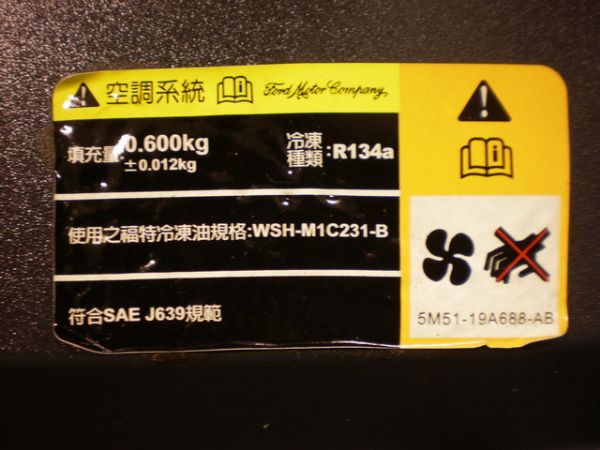 空調系統 Ford Motor Company
填充量:0.600kg
±0.012kg
冷凍
種類:R134a
使用之福特冷凍油規格:WSH-M1C231-B
符合SAE J639規範
5M51-19A688-AB